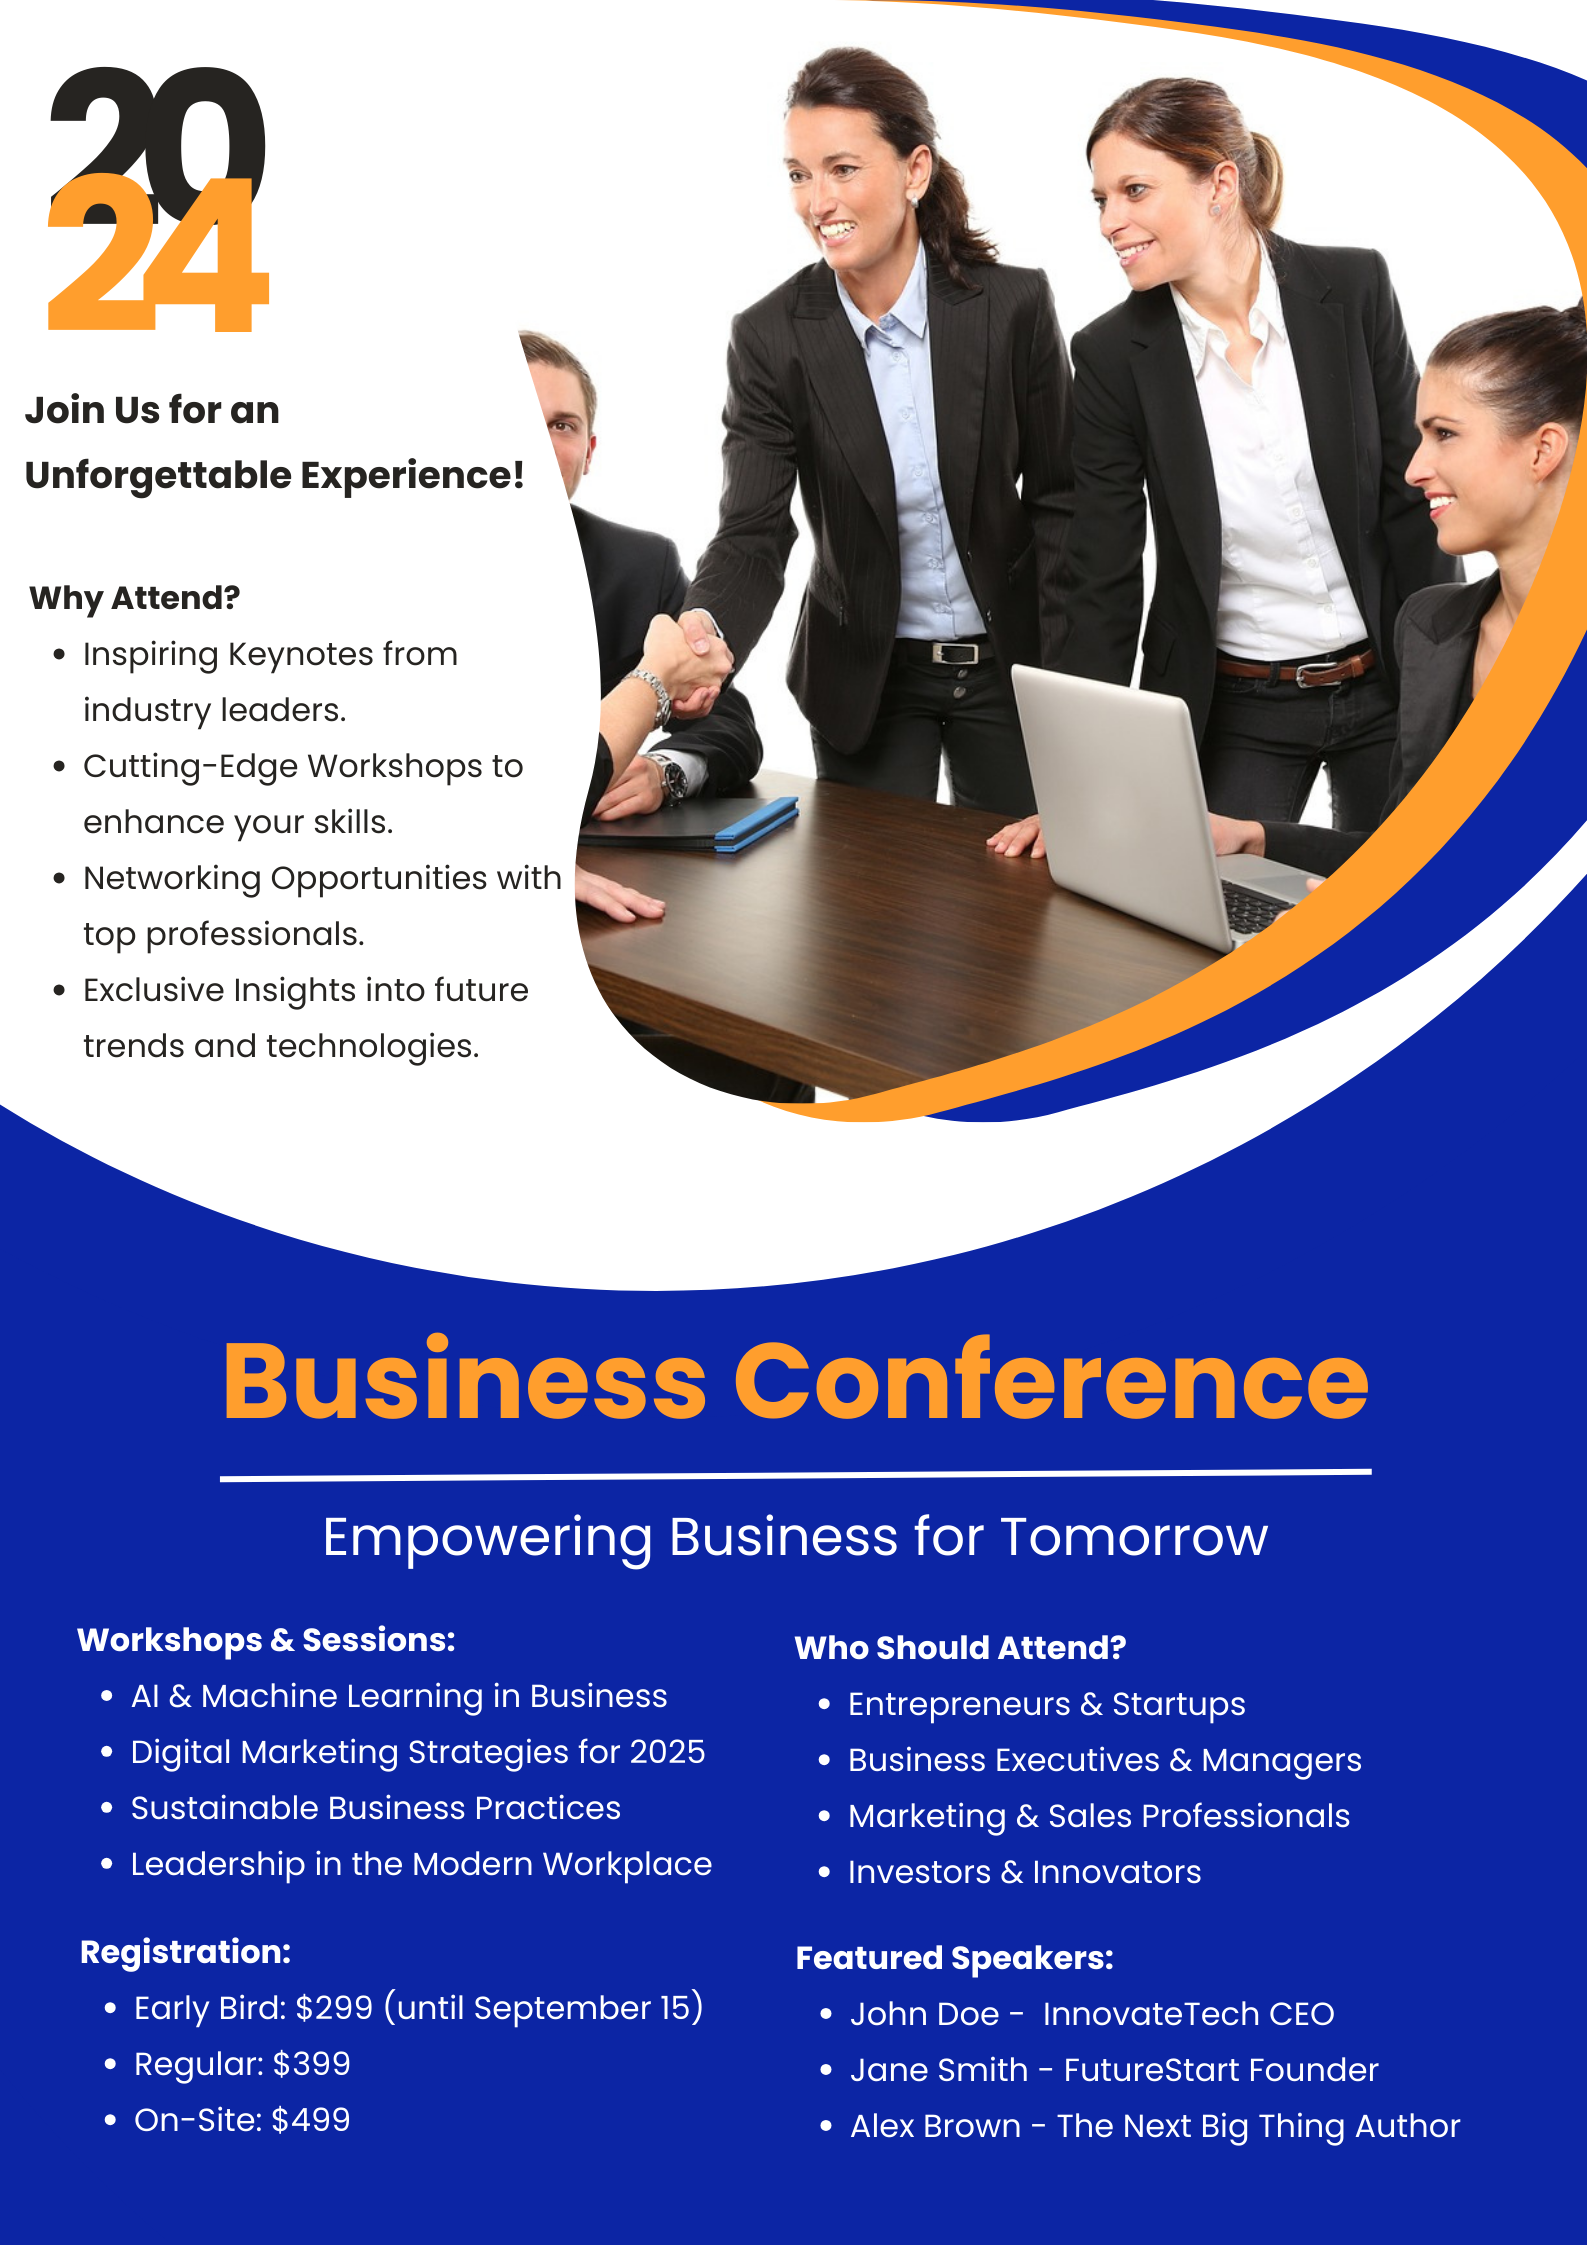 20
24
Join Us for an
Unforgettable Experience!
Why Attend?
• Inspiring Keynotes from
industry leaders.
• Cutting-Edge Workshops to
enhance your skills.
• Networking Opportunities with
top professionals.
• Exclusive Insights into future
trends and technologies.
Business Conference
Empowering Business for Tomorrow
Workshops & Sessions:
• AI & Machine Learning in Business
• Digital Marketing Strategies for 2025
• Sustainable Business Practices
• Leadership in the Modern Workplace
Registration:
• Early Bird: $299 (until September 15)
• Regular: $399
• On-Site: $499
Who Should Attend?
• Entrepreneurs & Startups
• Business Executives & Managers
• Marketing & Sales Professionals
• Investors & Innovators
Featured Speakers:
• John Doe -  InnovateTech CEO
• Jane Smith - FutureStart Founder
• Alex Brown - The Next Big Thing Author